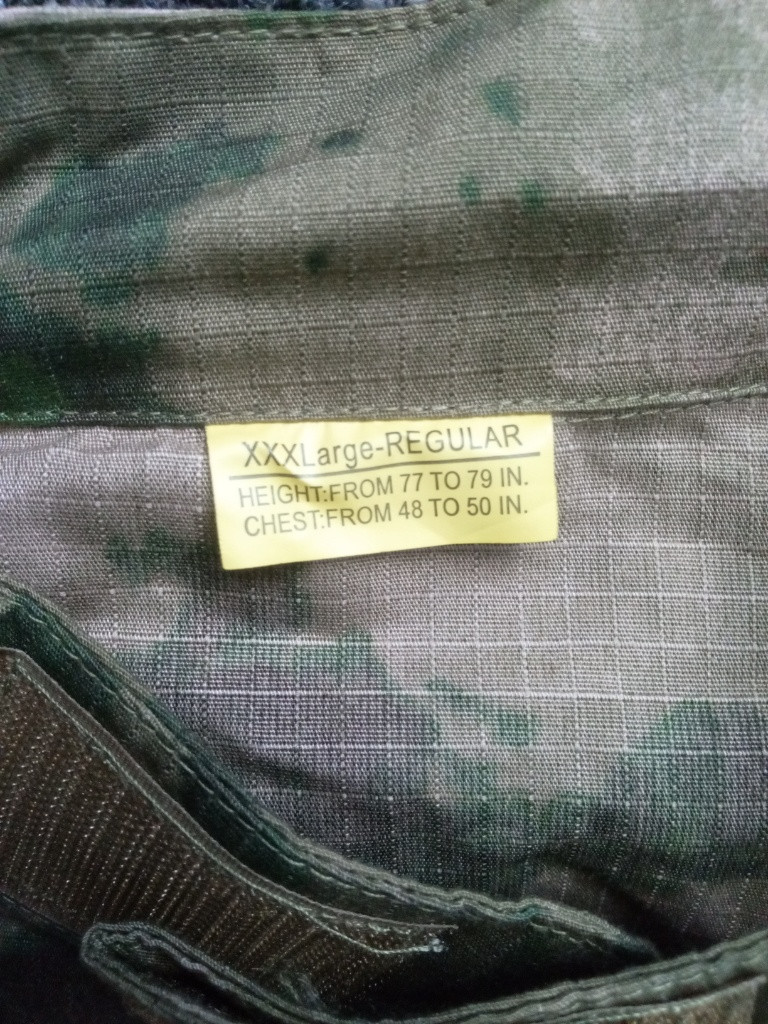 XXXLarge-REGULAR
HEIGHT:FROM 77 TO 79 IN.
CHEST:FROM 48 TO 50 IN.